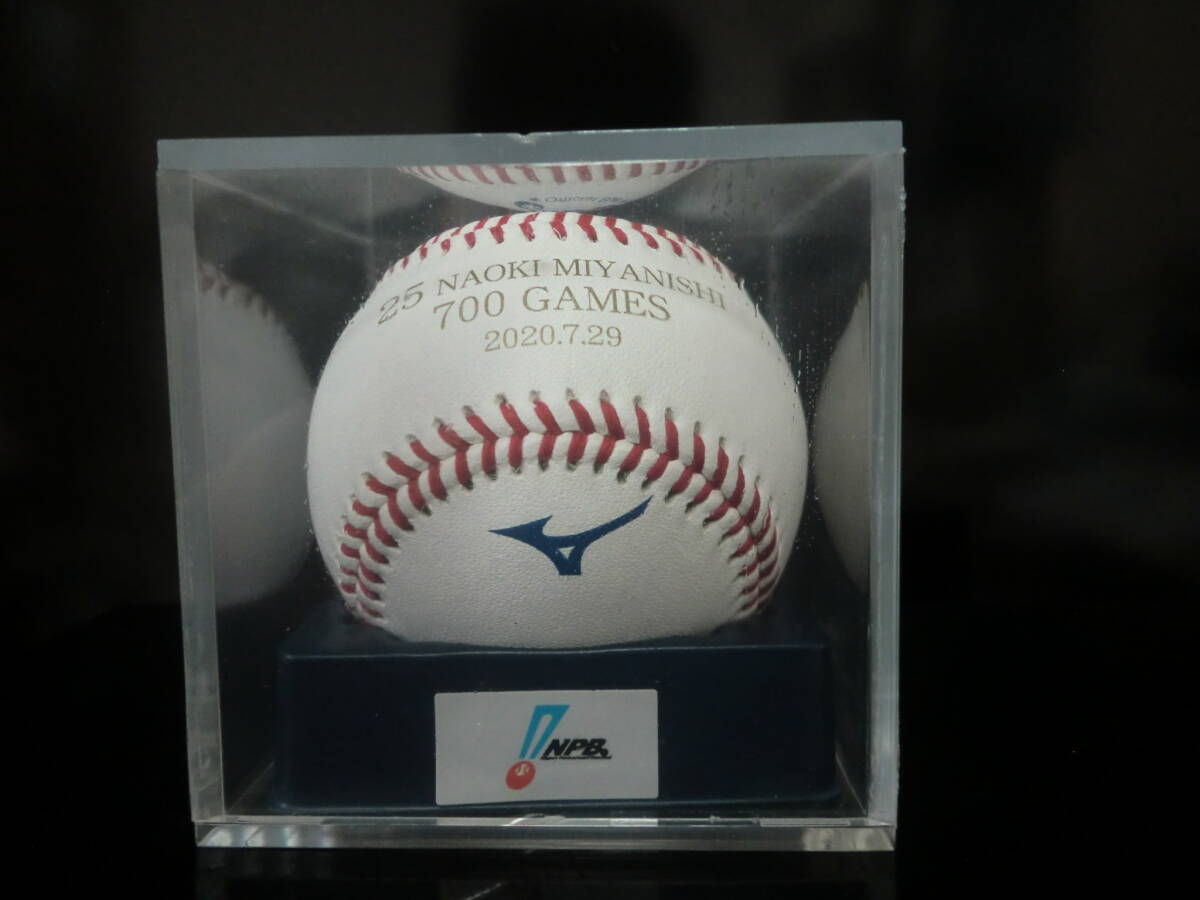 25 NAOKI MIYANISHI
700 GAMES
2020.7.29
NPB